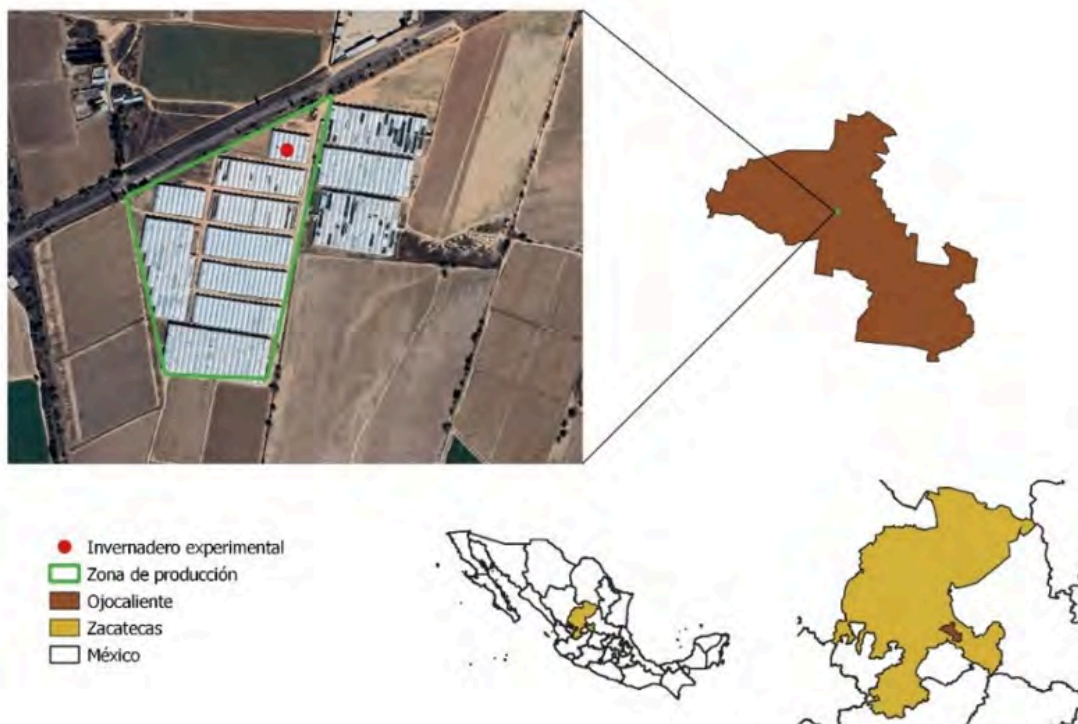 Invernadero experimental
Zona de producción
Ojocaliente
Zacatecas
México